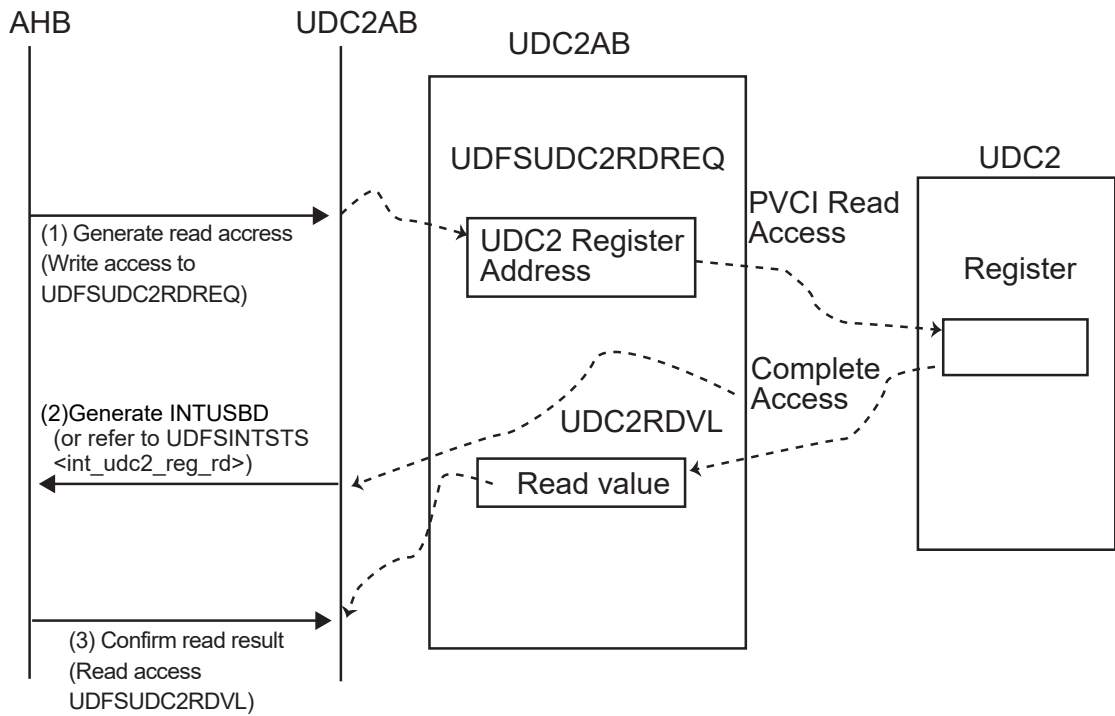 AHB
UDC2AB
UDC2AB
UDFSUDC2RDREQ
UDC2
(1) Generate read accress
(Write access to
UDFSUDC2RDREQ)
UDC2 Register
Address
PVCI Read
Access
Register
(2)Generate INTUSBD
(or refer to UDFSINTSTS
<int_udc2_reg_rd>)
Complete
Access
UDC2RDVL
Read value
(3) Confirm read result
(Read access
UDFSUDC2RDVL)